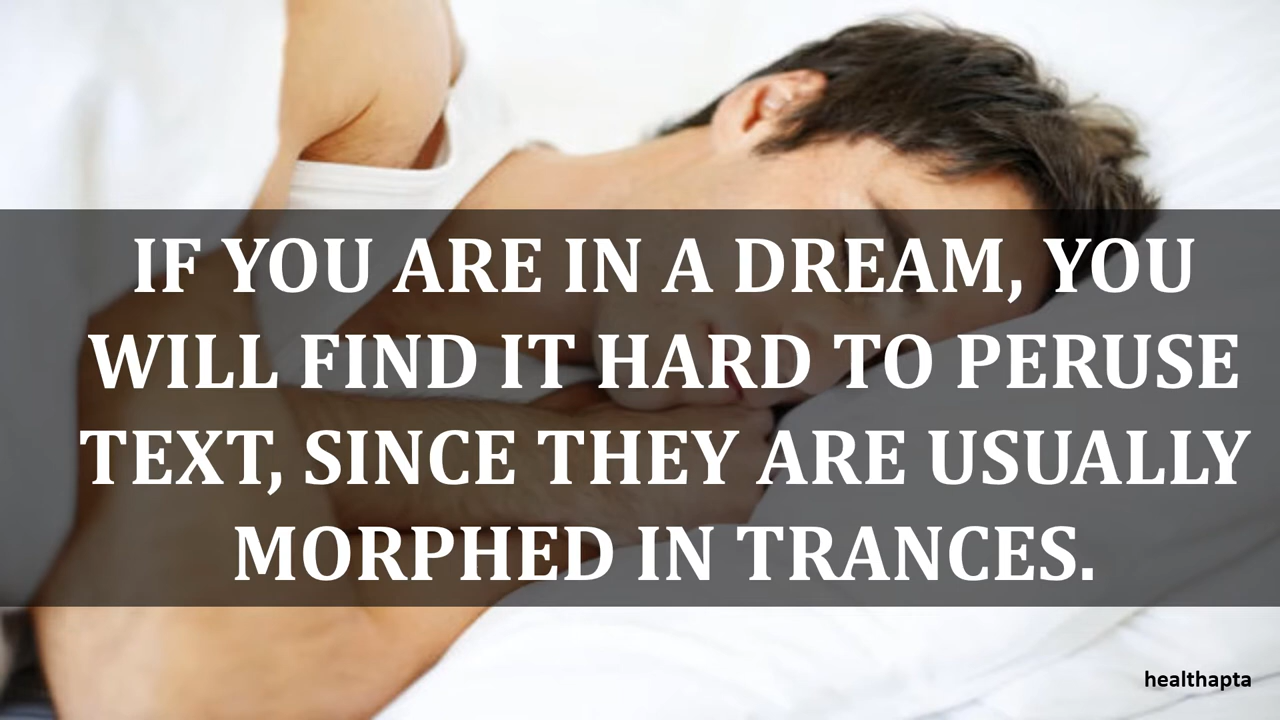 IF YOU ARE IN A DREAM, YOU
WILL FIND IT HARD TO PERUSE
TEXT, SINCE THEY ARE USUALLY
MORPHED IN TRANCES.
healthapta